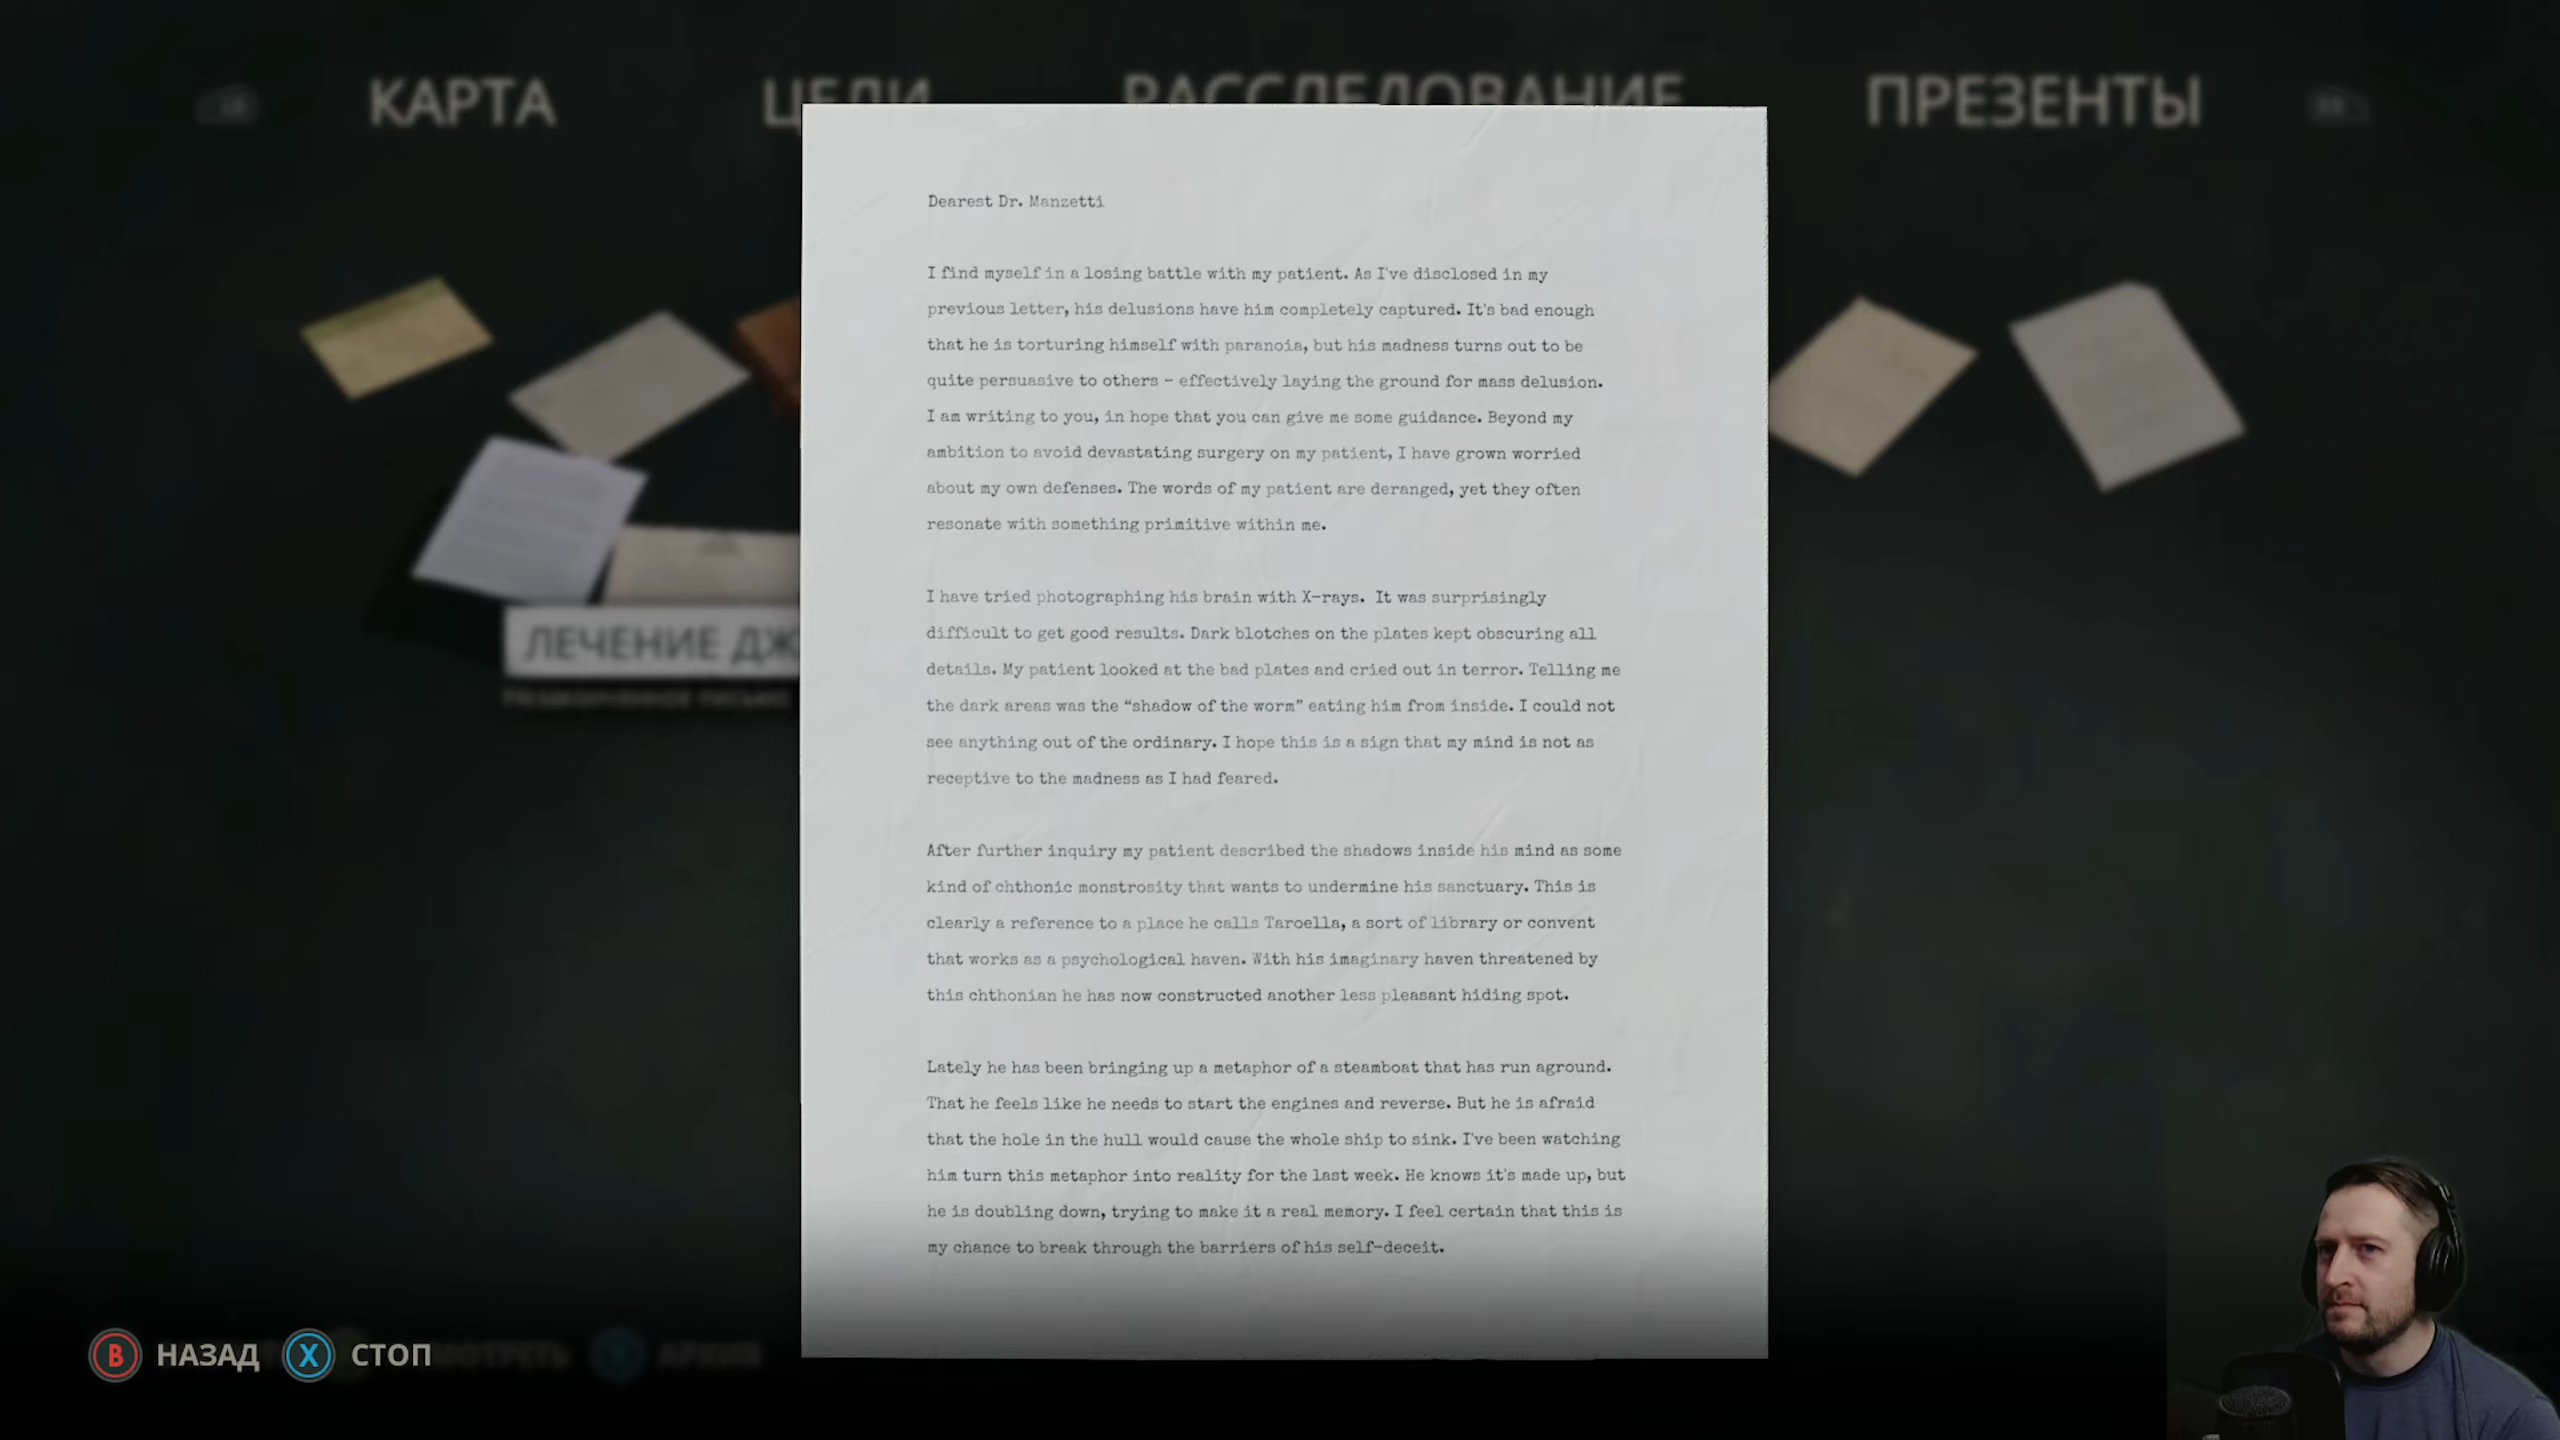 КАРТА
ЦЕЛИ
РАССЛЕДОВАНИЕ
ПРЕЗЕНТЫ
Dearest Dr. Manzetti
I find myself in a losing battle with my patient. As I've disclosed in my
previous letter, his delusions have him completely captured. It's bad enough
that he is torturing himself with paranoia, but his madness turns out to be
quite persuasive to others – effectively laying the ground for mass delusion.
I am writing to you, in hope that you can give me some guidance. Beyond my
ambition to avoid devastating surgery on my patient, I have grown worried
about my own defenses. The words of my patient are deranged, yet they often
resonate with something primitive within me.
I have tried photographing his brain with X-rays. It was surprisingly
difficult to get good results. Dark blotches on the plates kept obscuring all
details. My patient looked at the bad plates and cried out in terror. Telling me
the dark areas was the “shadow of the worm” eating him from inside. I could not
see anything out of the ordinary. I hope this is a sign that my mind is not as
receptive to the madness as I had feared.
After further inquiry my patient described the shadows inside his mind as some
kind of chthonic monstrosity that wants to undermine his sanctuary. This is
clearly a reference to a place he calls Taroella, a sort of library or convent
that works as a psychological haven. With his imaginary haven threatened by
this chthonian he has now constructed another less pleasant hiding spot.
Lately he has been bringing up a metaphor of a steamboat that has run aground.
That he feels like he needs to start the engines and reverse. But he is afraid
that the hole in the hull would cause the whole ship to sink. I've been watching
him turn this metaphor into reality for the last week. He knows it's made up, but
he is doubling down, trying to make it a real memory. I feel certain that this is
my chance to break through the barriers of his self-deceit.
ЛЕЧЕНИЕ ДЖ
Незаконченное письмо
B НАЗАД X СТОП
АРХИВ